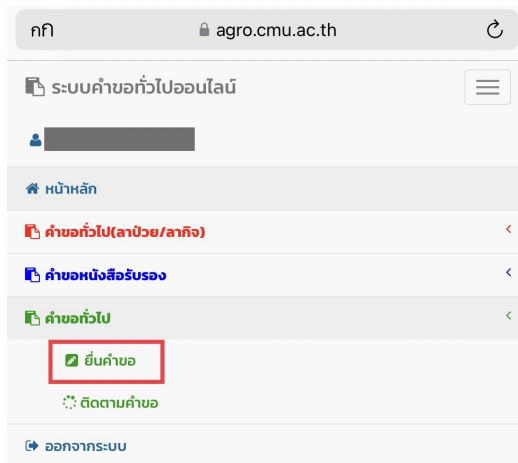 กกิ agro.cmu.ac.th
ระบบคำขอทั่วไปออนไลน์
หน้าหลัก
คำขอทั่วไป(ลาป่วย/ลากิจ)
คำขอหนังสือรับรอง
คำขอทั่วไป
ยื่นคำขอ
ติดตามคำขอ
ออกจากระบบ